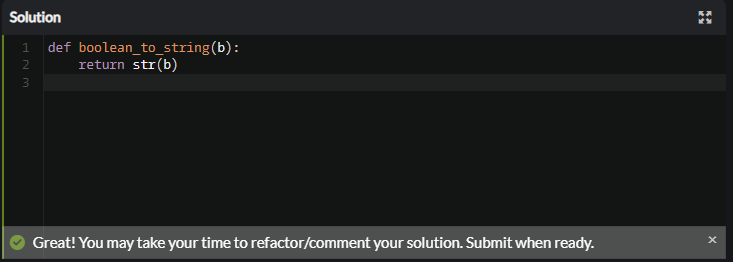 Solution
1 def boolean_to_string(b):
2     return str(b)
3
Great! You may take your time to refactor/comment your solution. Submit when ready. ×